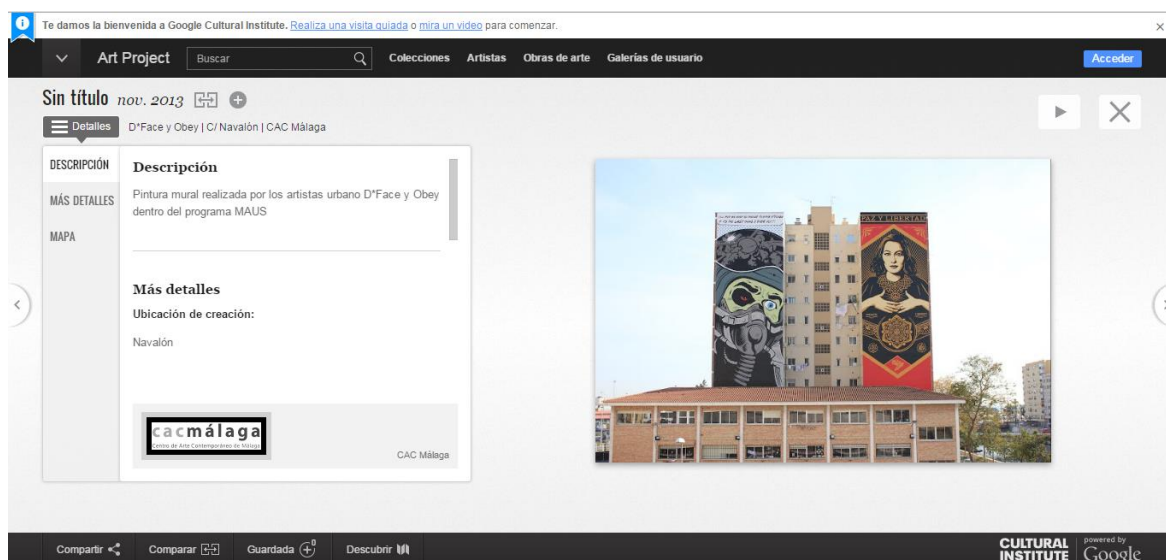 Te damos la bienvenida a Google Cultural Institute. Realiza una visita guiada o mira un video para comenzar.
Art Project
Buscar
Colecciones
Artistas
Obras de arte
Galerías de usuario
Acceder
Sin título nov. 2013
Detalles
D*Face y Obey | C/ Navalón | CAC Málaga
DESCRIPCIÓN
MÁS DETALLES
MAPA
Descripción
Pintura mural realizada por los artistas urbano D*Face y Obey
dentro del programa MAUS
Más detalles
Ubicación de creación:
Navalón
cacmálaga
Centro de Arte Contemporáneo de Málaga
CAC Málaga
PAZ Y LIBERTAD
Compartir
Comparar
Guardada
0
Descubrir
CULTURAL
INSTITUTE
powered by
Google